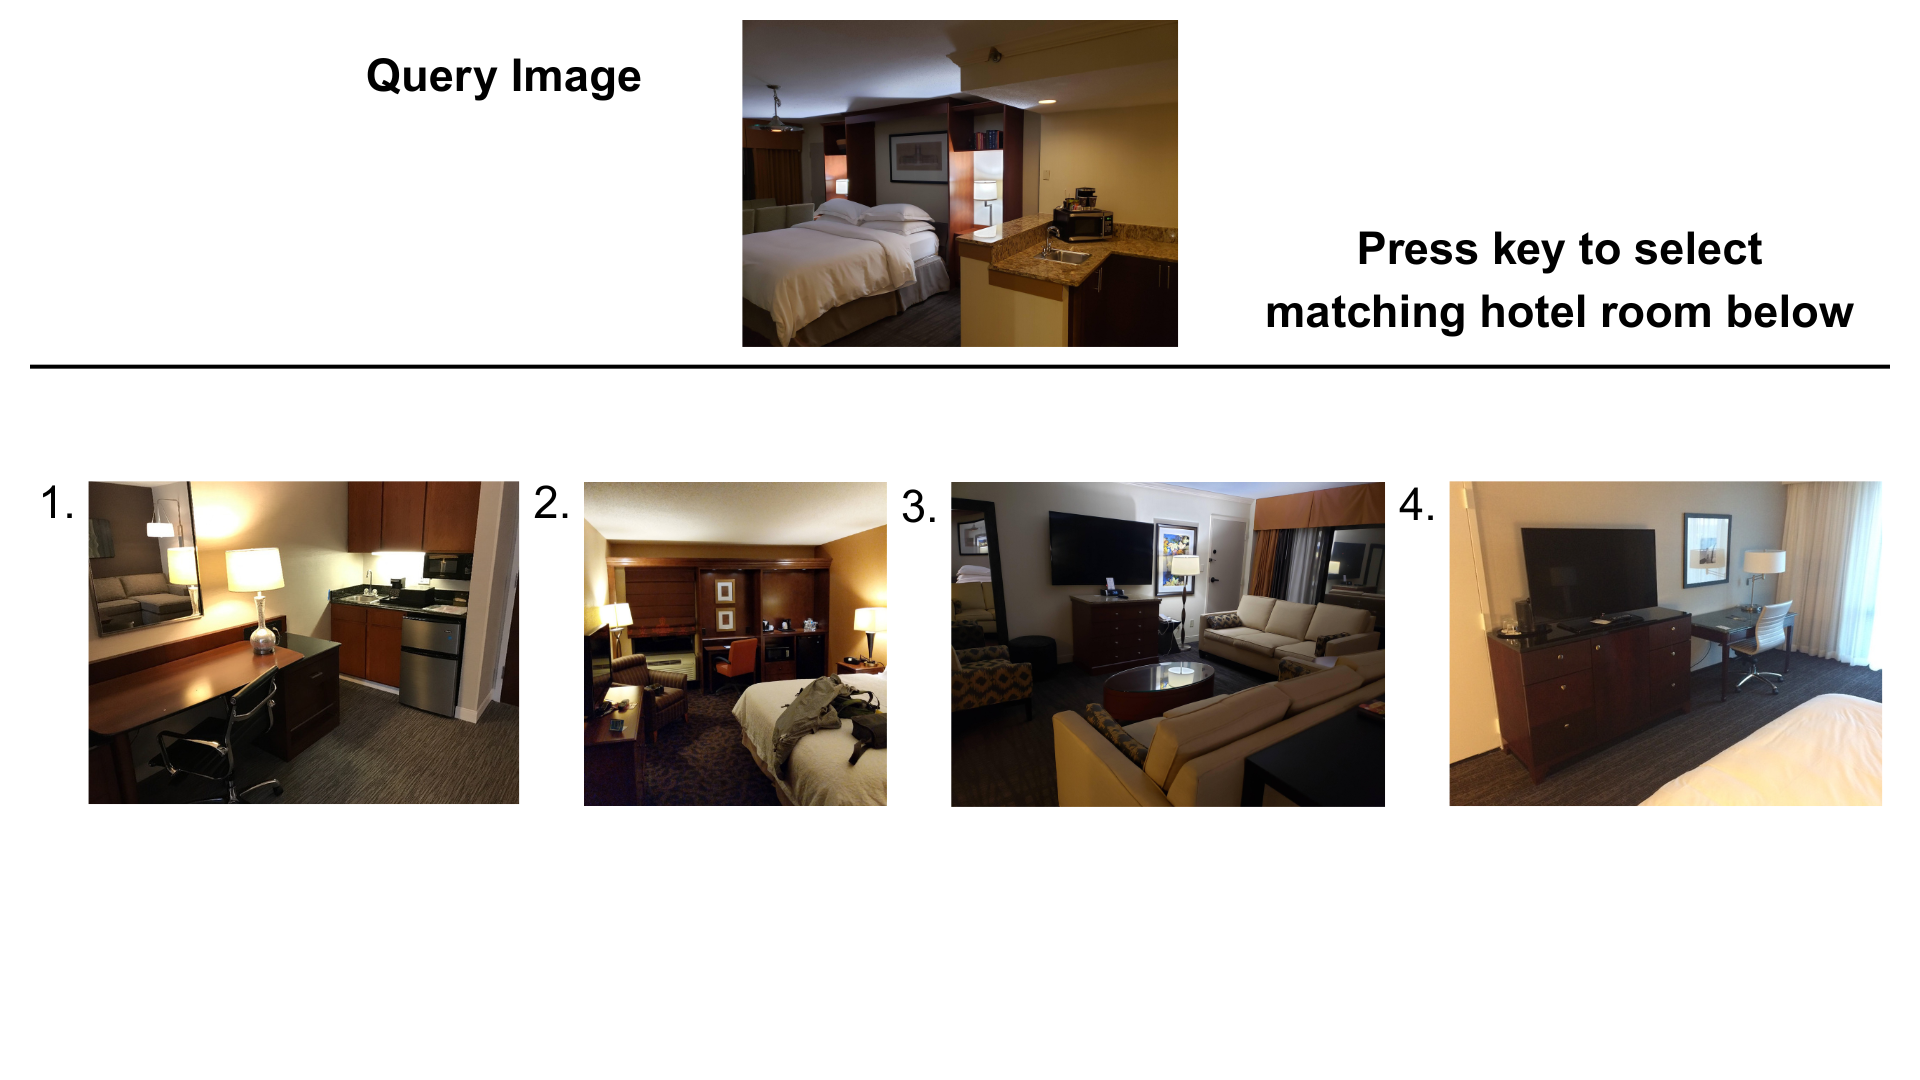 Query Image
Press key to select
matching hotel room below
1.
2.
3.
4.